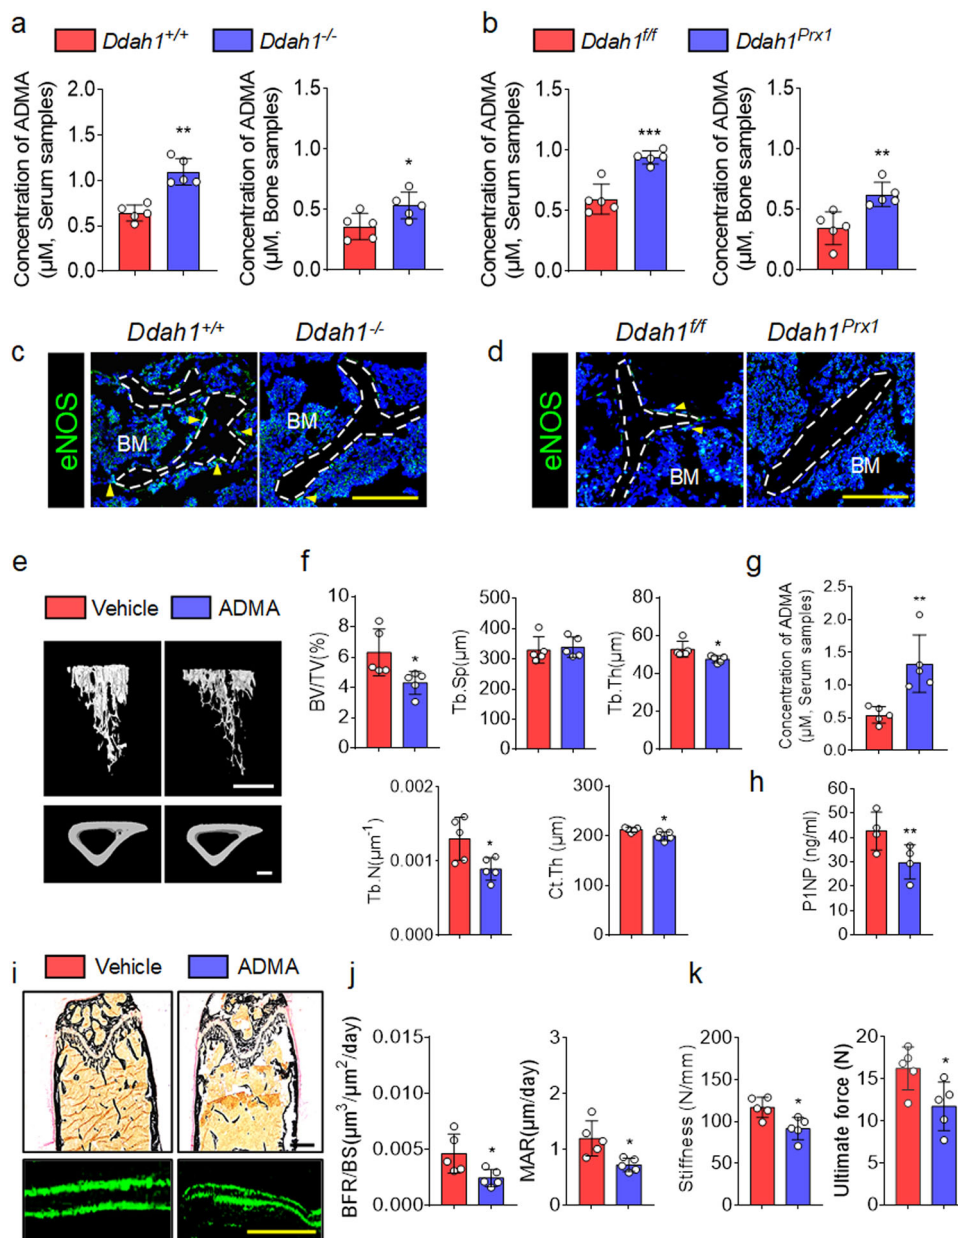 a
Ddah1+/+ Ddah1-/-
b
Ddah1f/f Ddah1Prx1
Concentration of ADMA
(μM, Serum samples)
2.0
1.5
1.0
0.5
0.0
**
Concentration of ADMA
(μM, Bone samples)
1.5
1.0
0.5
0.0
*
Concentration of ADMA
(μM, Serum samples)
1.5
1.0
0.5
0.0
***
Concentration of ADMA
(μM, Bone samples)
1.5
1.0
0.5
0.0
**
c
Ddah1+/+ Ddah1-/-
eNOS
BM
BM
d
Ddah1f/f Ddah1Prx1
eNOS
BM
BM
e
Vehicle ADMA
f
BV/TV(%)
10
8
6
4
2
0
*
Tb.Sp(μm)
500
400
300
200
100
0
Tb.Th(μm)
80
60
40
20
0
*
Tb.N(μm-1)
0.002
0.001
0.000
*
Ct.Th (μm)
300
200
100
0
*
g
Concentration of ADMA
(μM, Serum samples)
2.5
2.0
1.5
1.0
0.5
0.0
**
h
P1NP (ng/ml)
60
50
40
30
20
10
0
**
i
Vehicle ADMA
j
BFR/BS(μm3/μm2/day)
0.015
0.010
0.005
0.000
*
MAR(μm/day)
3
2
1
0
*
k
Stiffness (N/mm)
200
150
100
50
0
*
Ultimate force (N)
20
15
10
5
0
*